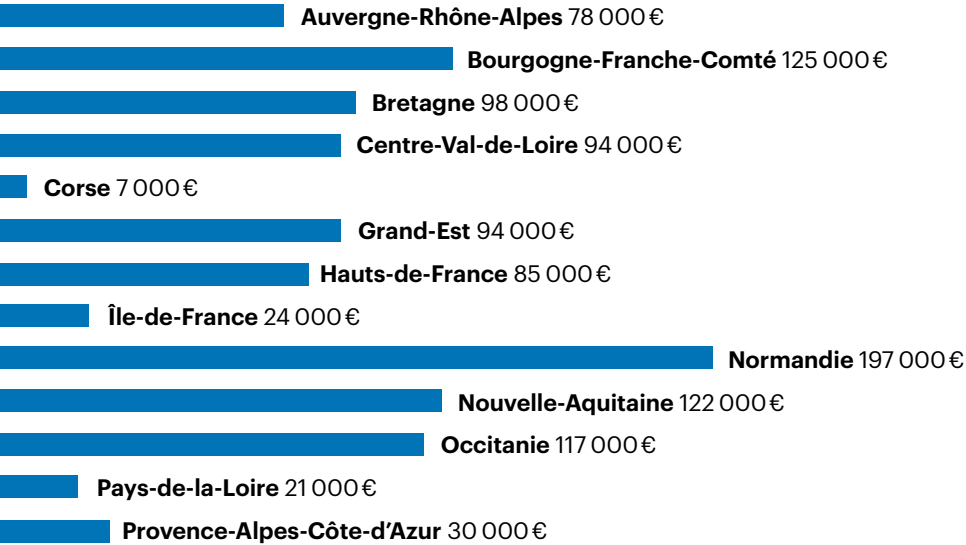 Auvergne-Rhône-Alpes 78 000 €
Bourgogne-Franche-Comté 125 000 €
Bretagne 98 000 €
Centre-Val-de-Loire 94 000 €
Corse 7 000 €
Grand-Est 94 000 €
Hauts-de-France 85 000 €
Île-de-France 24 000 €
Normandie 197 000 €
Nouvelle-Aquitaine 122 000 €
Occitanie 117 000 €
Pays-de-la-Loire 21 000 €
Provence-Alpes-Côte-d’Azur 30 000 €